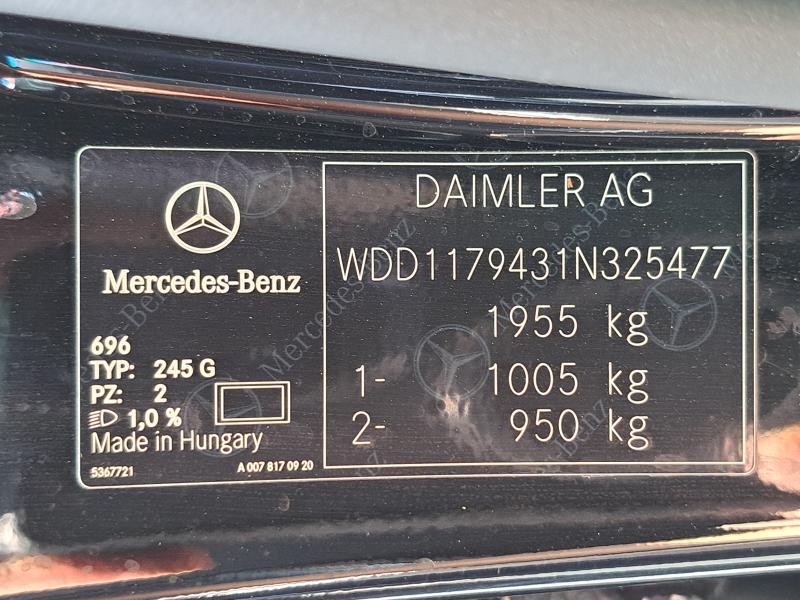 DAIMLER AG
WDD1179431N325477
1955 kg
1- 1005 kg
2- 950 kg
Mercedes-Benz
696
TYP: 245 G
PZ: 2
1,0 %
Made in Hungary
5367721
A 007 817 09 20